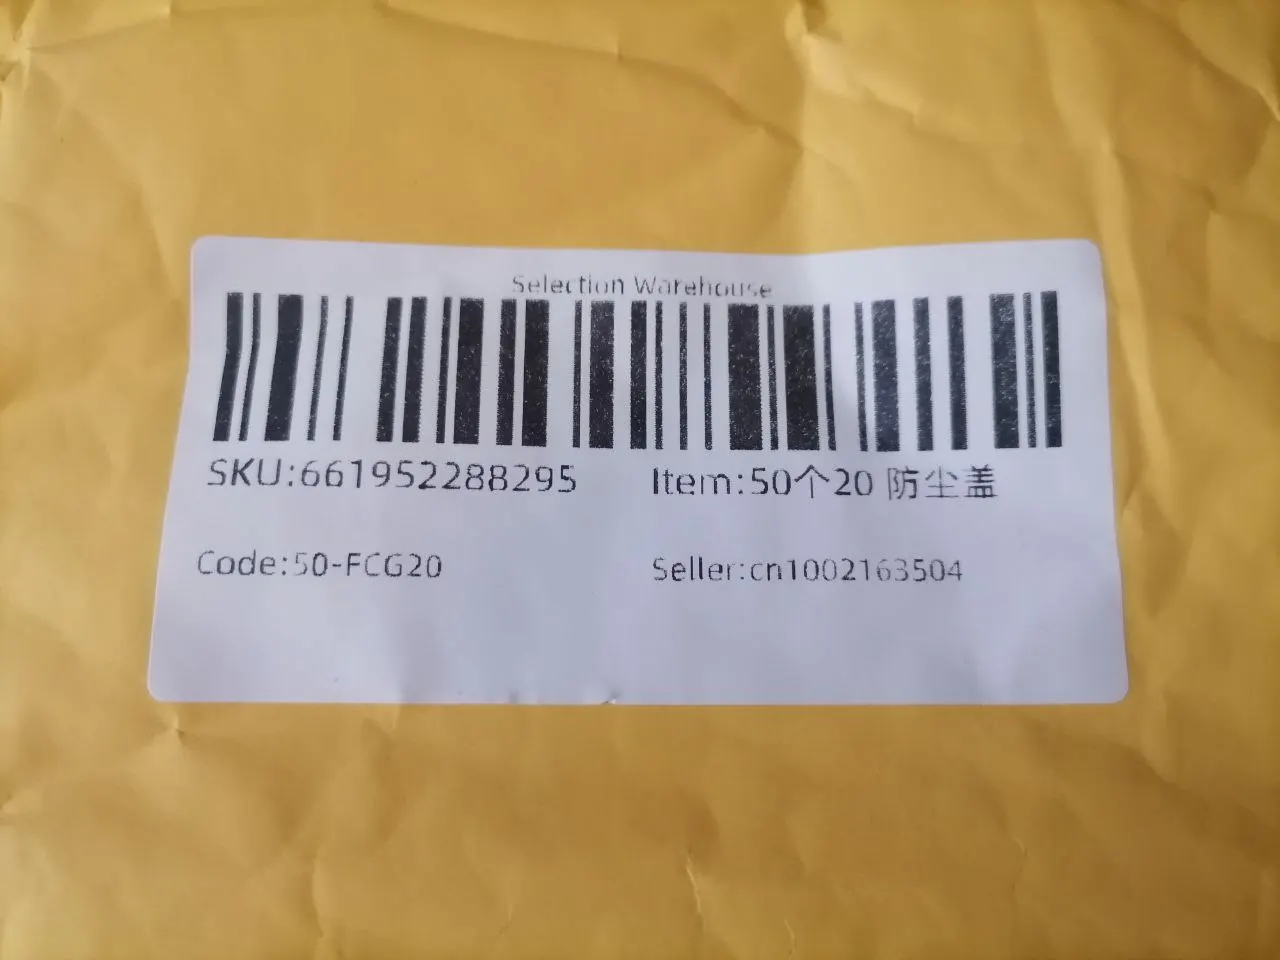 Selection Warehouse
SKU:661952288295 Item:50个20 防尘盖
Code:50-FCG20 Seller:cn1002163504